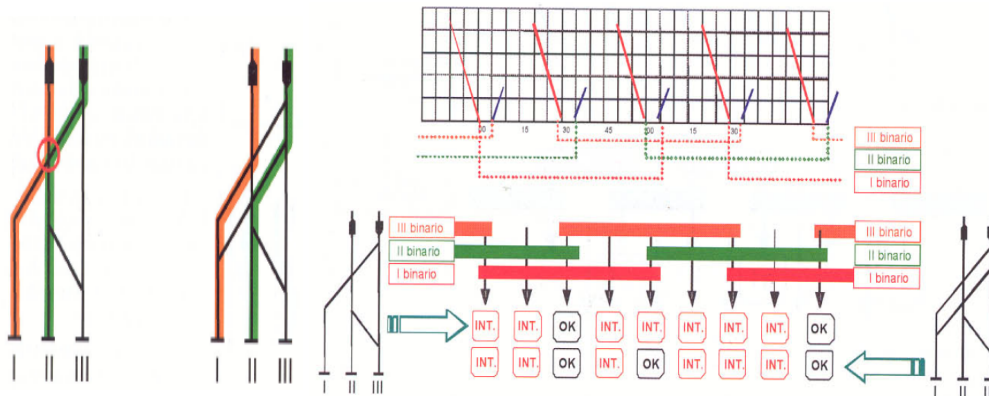 00 15 30 45 00 15 30
III binario
II binario
I binario
III binario
III binario
II binario
II binario
I binario
I binario
INT. INT. OK INT. INT. INT. INT. INT. OK
INT. INT. OK INT. OK INT. INT. INT. OK
I II III
I II III
I II III
I II